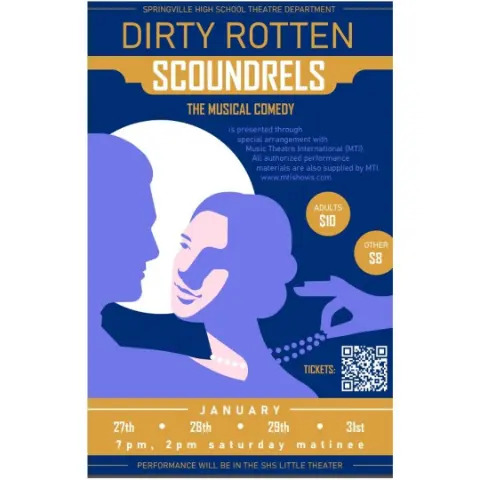 SPRINGVILLE HIGH SCHOOL THEATRE DEPARTMENT
DIRTY ROTTEN
SCOUNDRELS
THE MUSICAL COMEDY
is presented through
special arrangement with
Music Theatre International (MTI)
All authorized performance
materials are also supplied by MTI
www.mtishows.com
ADULTS
$10
OTHER
$8
TICKETS:
JANUARY
27th • 28th • 29th • 31st
7pm, 2pm saturday matinee
PERFORMANCE WILL BE IN THE SHS LITTLE THEATER